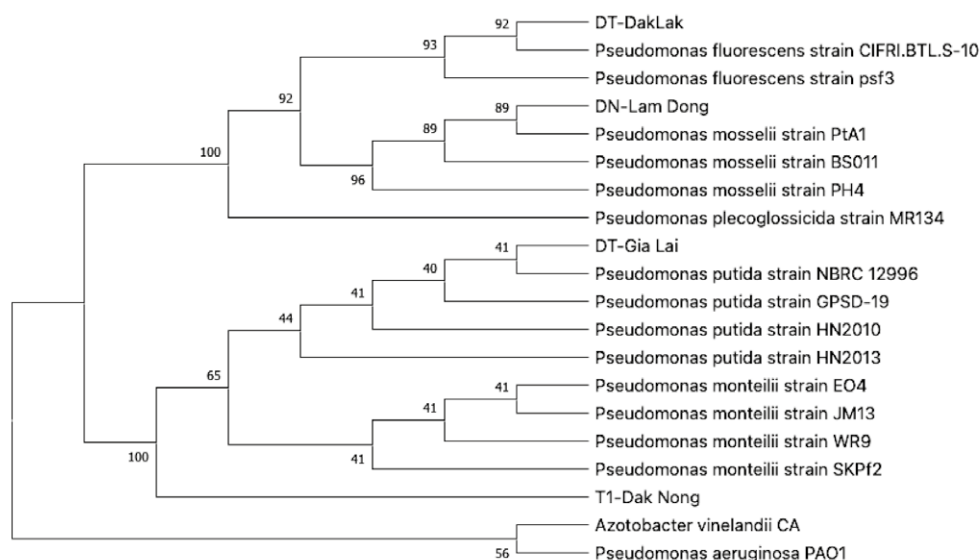 92
DT-DakLak
93
Pseudomonas fluorescens strain CIFRI.BTL.S-10
Pseudomonas fluorescens strain psf3
92
89
DN-Lam Dong
89
Pseudomonas mosselii strain PtA1
100
Pseudomonas mosselii strain BS011
96
Pseudomonas mosselii strain PH4
Pseudomonas plecoglossicida strain MR134
41
DT-Gia Lai
40
Pseudomonas putida strain NBRC 12996
41
Pseudomonas putida strain GPSD-19
44
Pseudomonas putida strain HN2010
Pseudomonas putida strain HN2013
65
41
Pseudomonas monteilii strain EO4
41
Pseudomonas monteilii strain JM13
Pseudomonas monteilii strain WR9
100
41
Pseudomonas monteilii strain SKPf2
T1-Dak Nong
Azotobacter vinelandii CA
56
Pseudomonas aeruginosa PAO1